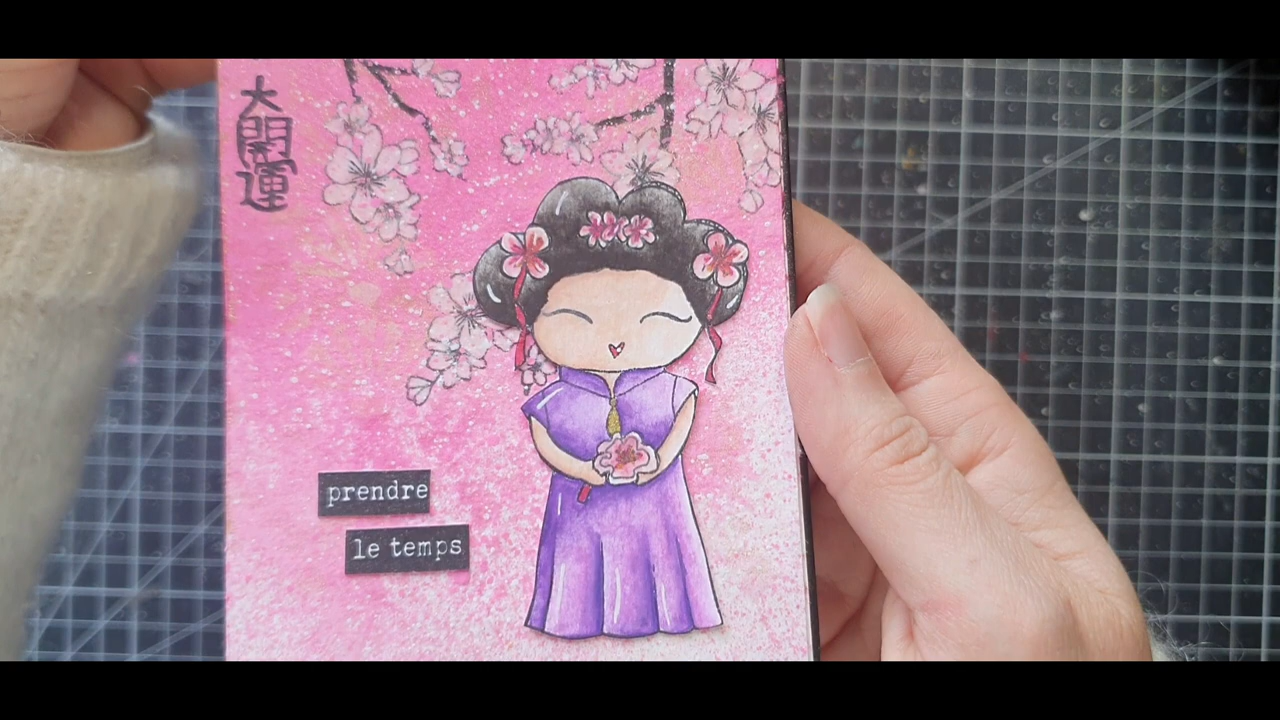 大開運
prendre
le temps